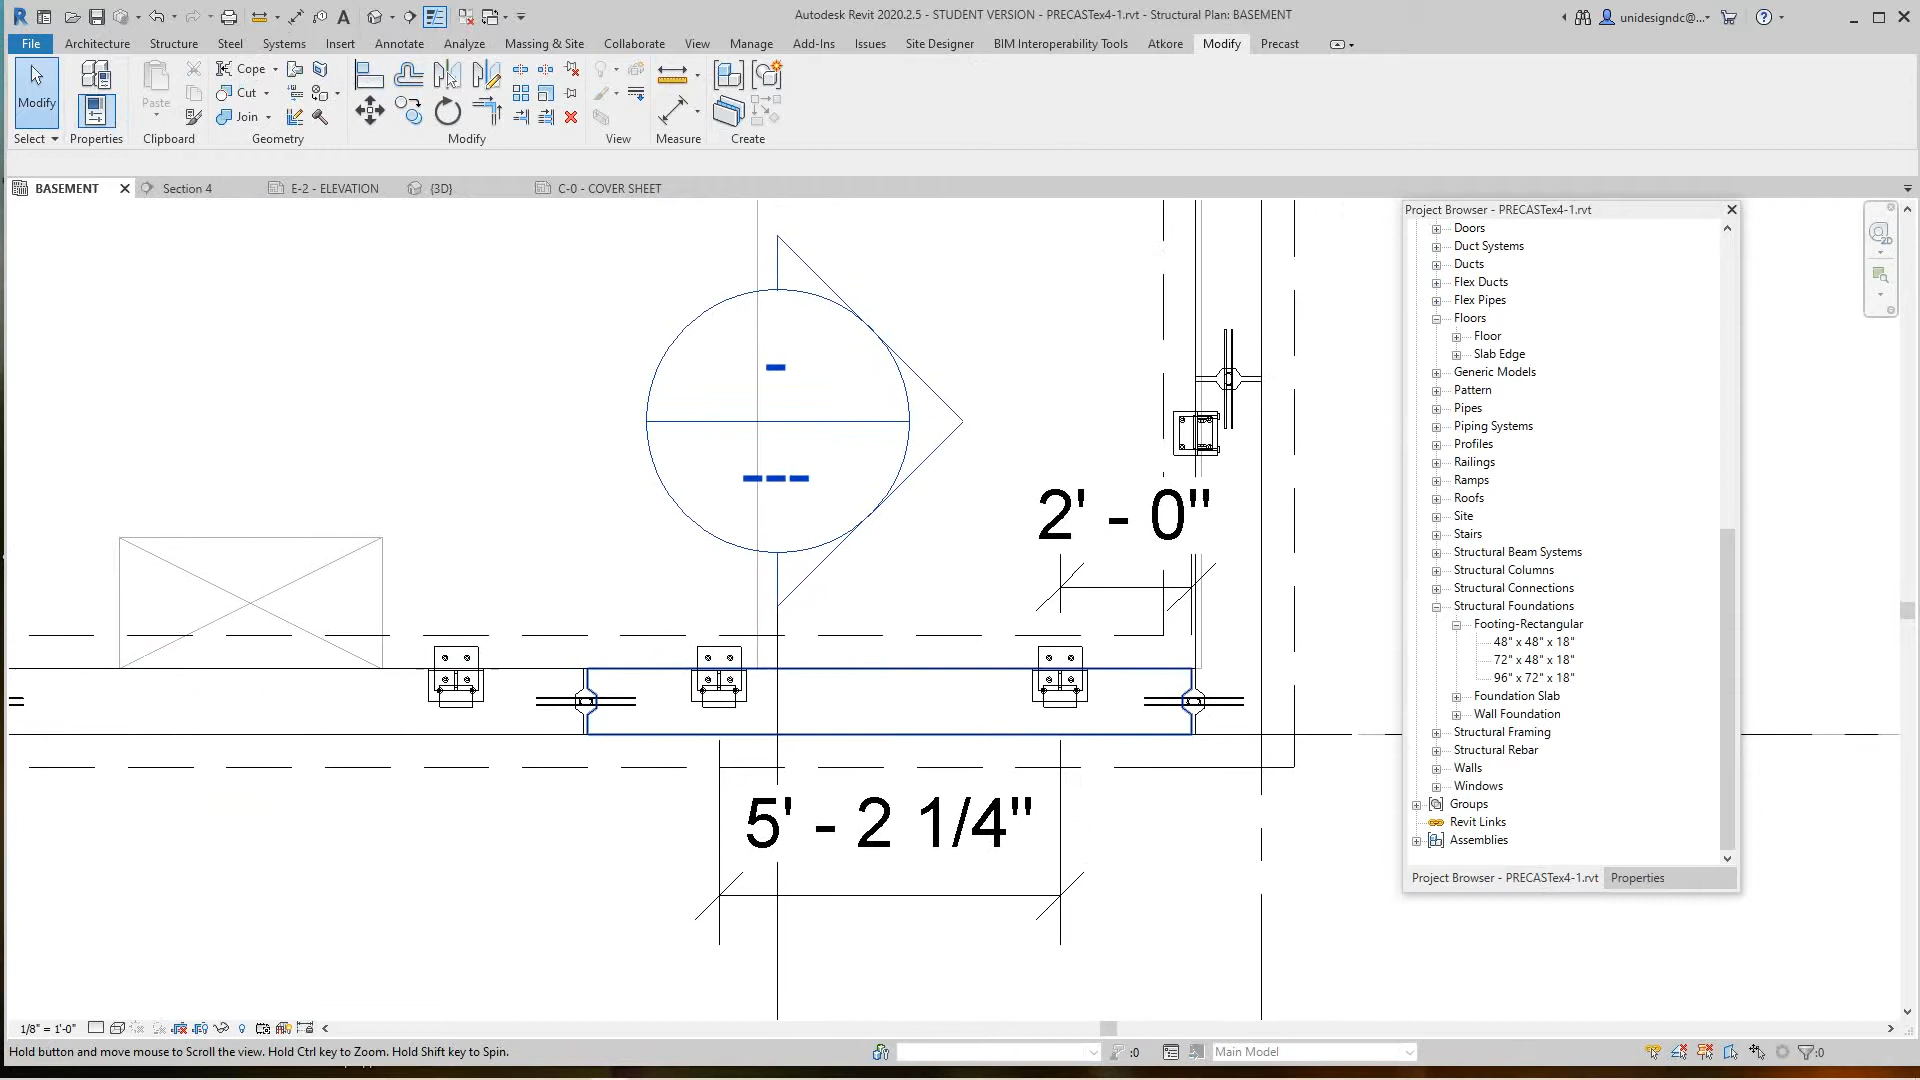 Autodesk Revit 2020.2.5 - STUDENT VERSION - PRECASTex4-1.rvt - Structural Plan: BASEMENT
unidesigndc@...
File Architecture Structure Steel Systems Insert Annotate Analyze Massing & Site Collaborate View Manage Add-Ins Issues Site Designer BIM Interoperability Tools Atkore Modify Precast
Modify
Paste
Cope
Cut
Join
Select Properties Clipboard Geometry Modify View Measure Create
BASEMENT Section 4 E-2 - ELEVATION {3D} C-0 - COVER SHEET
2' - 0"
5' - 2 1/4"
Project Browser - PRECASTex4-1.rvt
Doors
Duct Systems
Ducts
Flex Ducts
Flex Pipes
Floors
Floor
Slab Edge
Generic Models
Pattern
Pipes
Piping Systems
Profiles
Railings
Ramps
Roofs
Site
Stairs
Structural Beam Systems
Structural Columns
Structural Connections
Structural Foundations
Footing-Rectangular
48" x 48" x 18"
72" x 48" x 18"
96" x 72" x 18"
Foundation Slab
Wall Foundation
Structural Framing
Structural Rebar
Walls
Windows
Groups
Revit Links
Assemblies
Project Browser - PRECASTex4-1.rvt Properties
2D
1/8" = 1'-0"
Hold button and move mouse to Scroll the view. Hold Ctrl key to Zoom. Hold Shift key to Spin.
:0
Main Model
:0